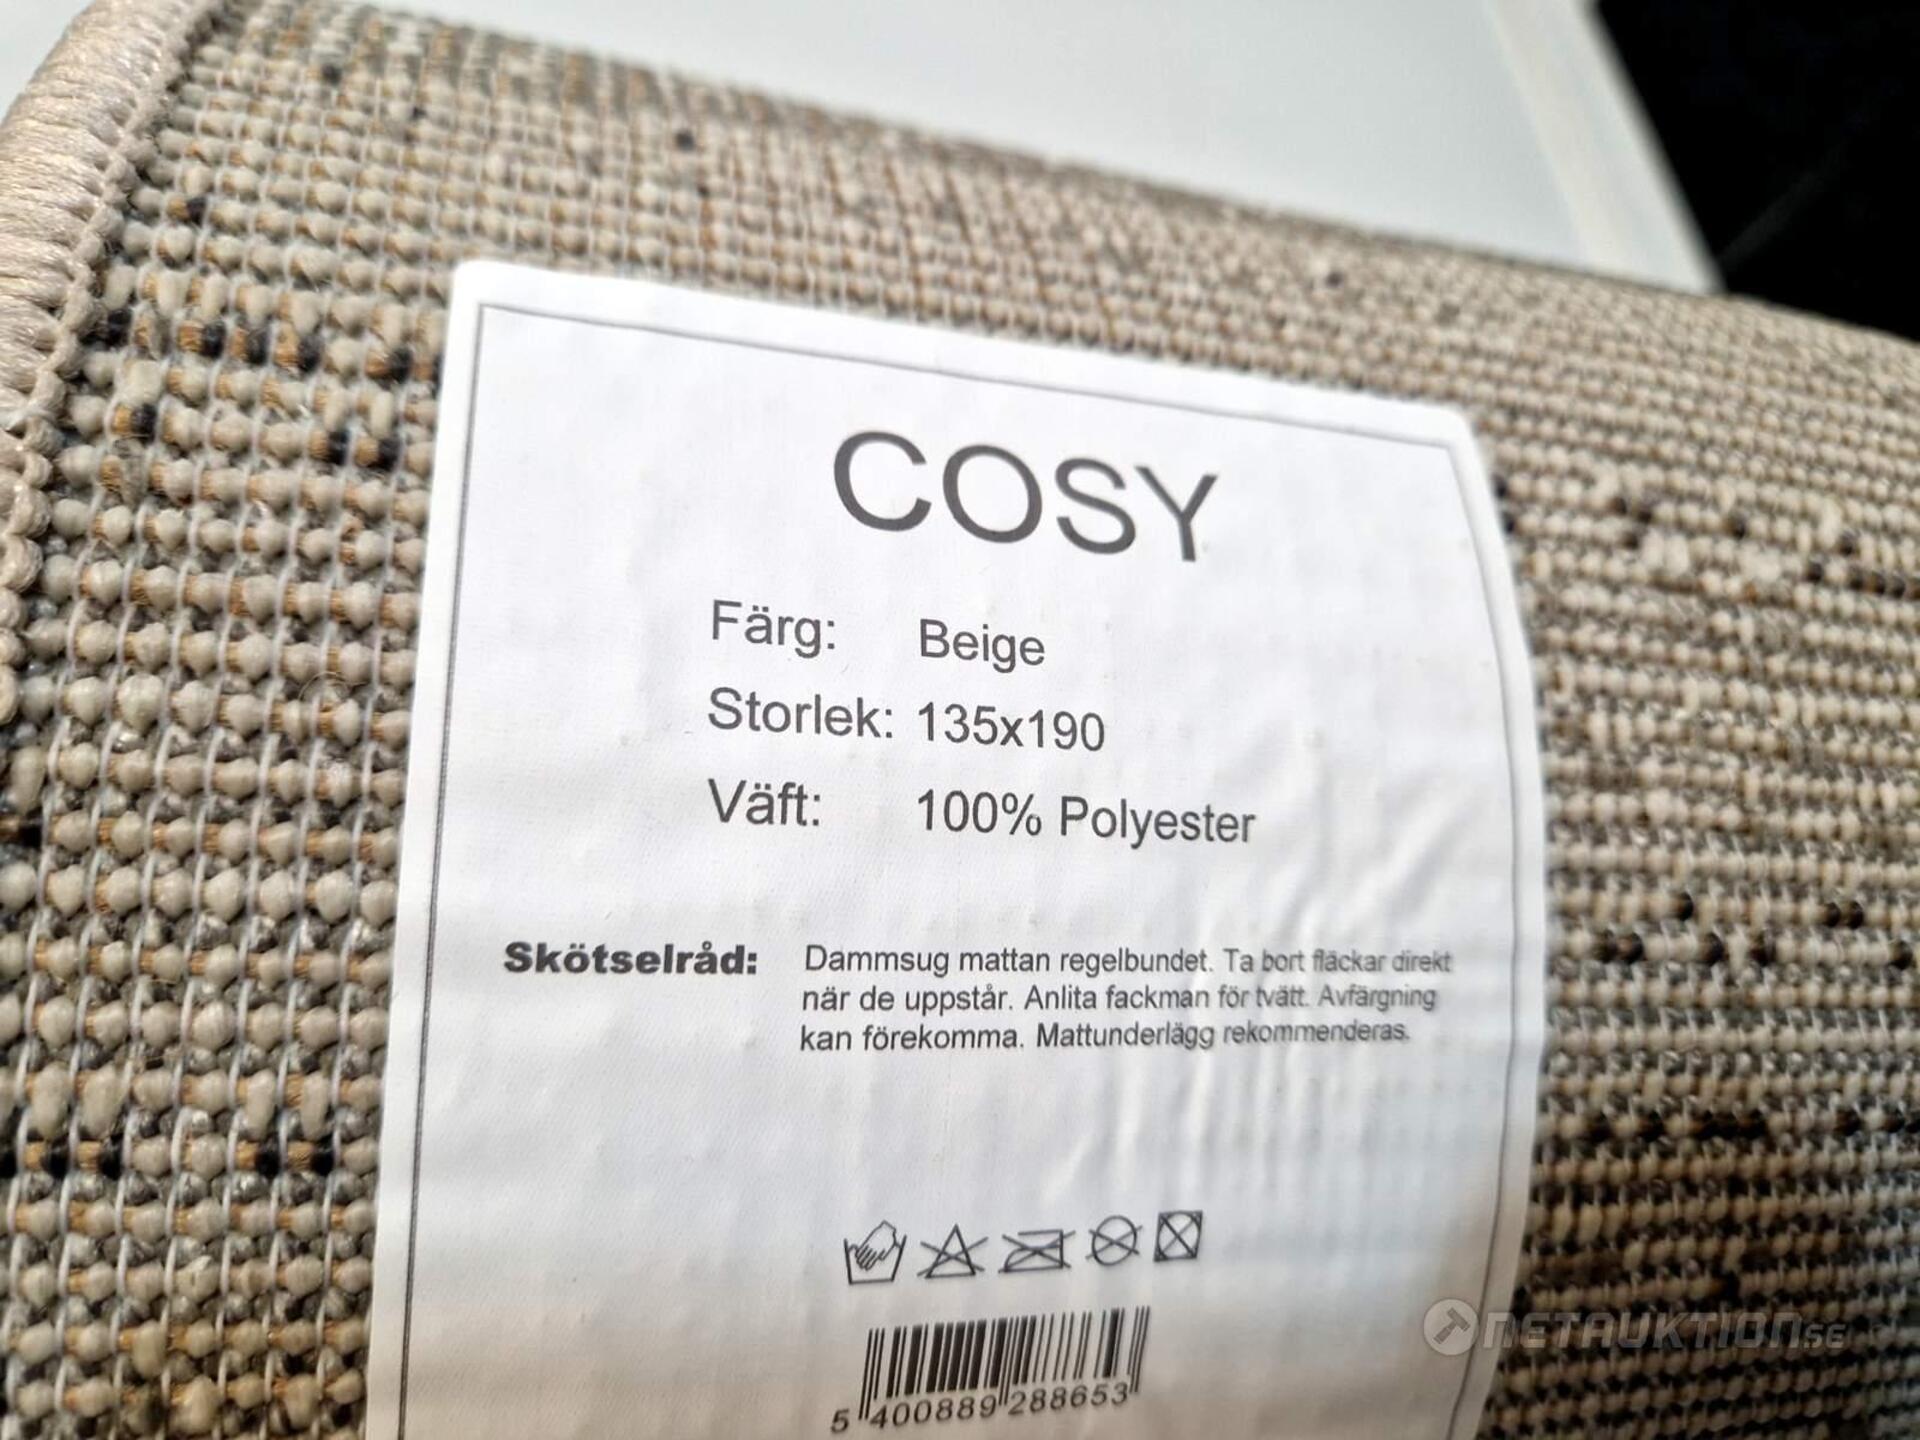 COSY
Färg: Beige
Storlek: 135x190
Väft: 100% Polyester
Skötselråd: Dammsug mattan regelbundet. Ta bort fläckar direkt
när de uppstår. Anlita fackman för tvätt. Avfärgning
kan förekomma. Mattunderlägg rekommenderas.
5 400889 288653
NETAUKTION.SE